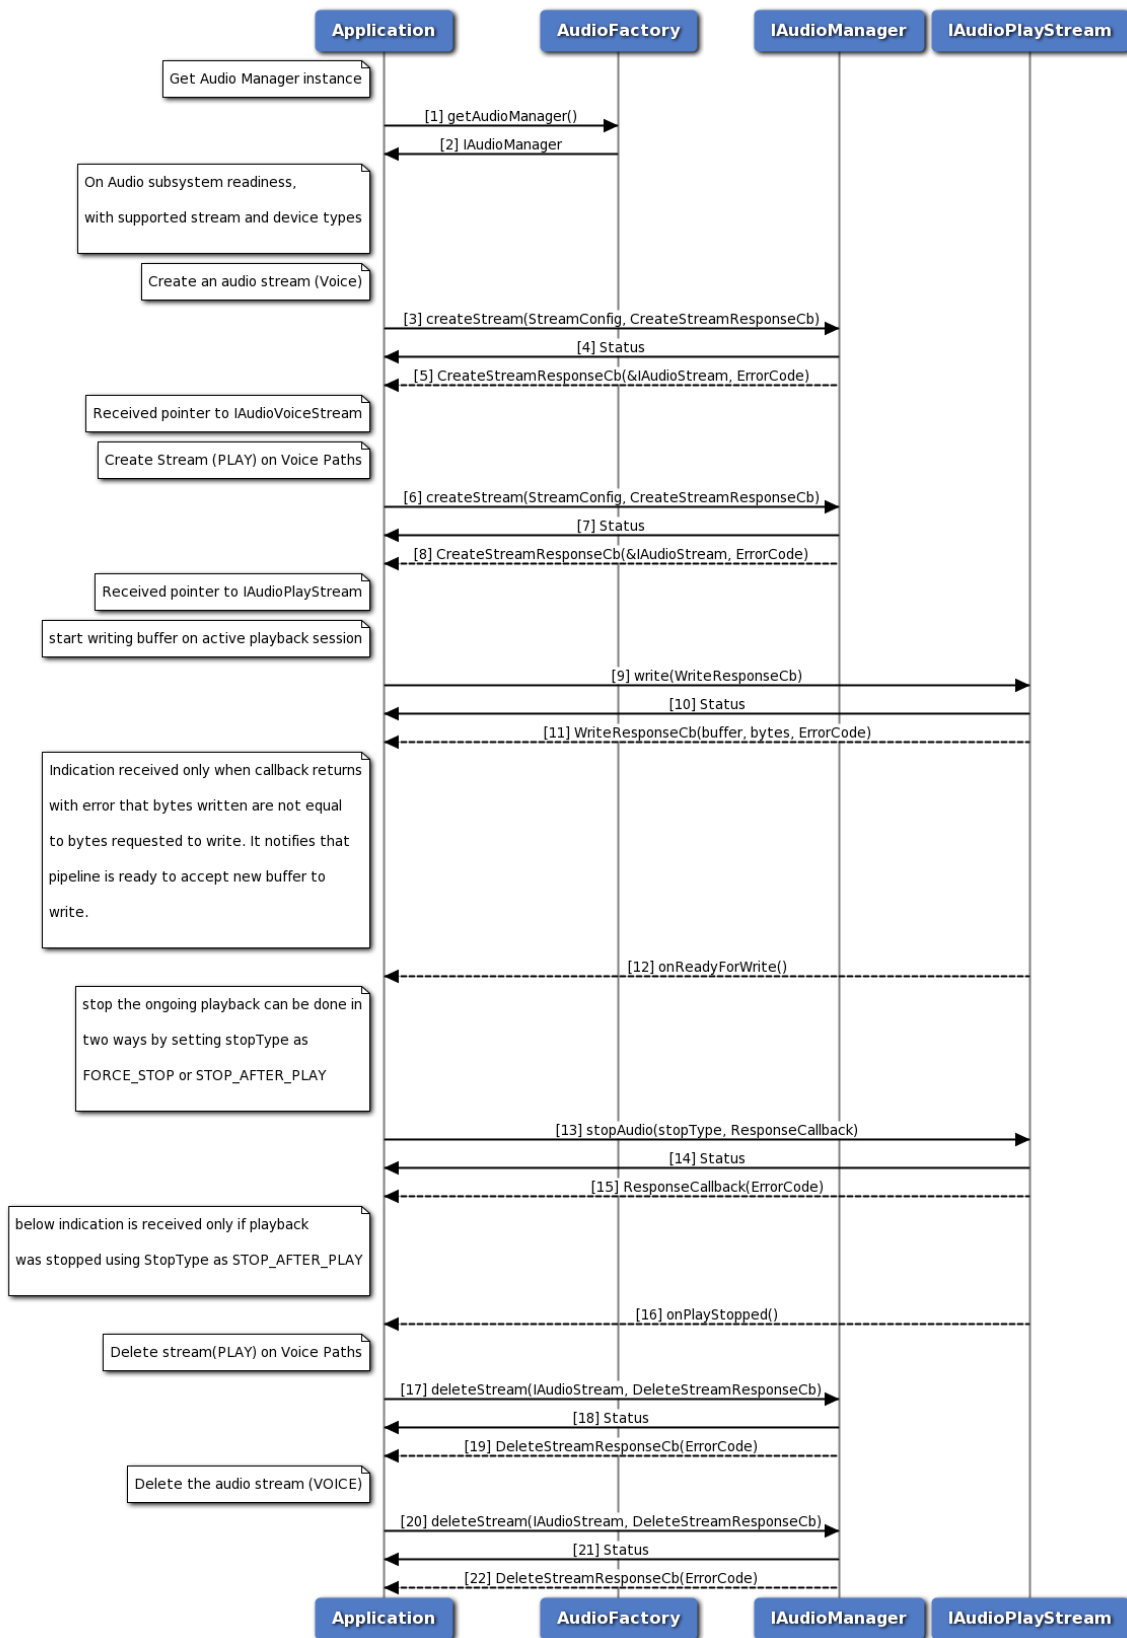 Application
AudioFactory
IAudioManager
IAudioPlayStream
Get Audio Manager instance
[1] getAudioManager()
[2] IAudioManager
On Audio subsystem readiness,
with supported stream and device types
Create an audio stream (Voice)
[3] createStream(StreamConfig, CreateStreamResponseCb)
[4] Status
[5] CreateStreamResponseCb(&IAudioStream, ErrorCode)
Received pointer to IAudioVoiceStream
Create Stream (PLAY) on Voice Paths
[6] createStream(StreamConfig, CreateStreamResponseCb)
[7] Status
[8] CreateStreamResponseCb(&IAudioStream, ErrorCode)
Received pointer to IAudioPlayStream
start writing buffer on active playback session
[9] write(WriteResponseCb)
[10] Status
[11] WriteResponseCb(buffer, bytes, ErrorCode)
Indication received only when callback returns
with error that bytes written are not equal
to bytes requested to write. It notifies that
pipeline is ready to accept new buffer to
write.
[12] onReadyForWrite()
stop the ongoing playback can be done in
two ways by setting stopType as
FORCE_STOP or STOP_AFTER_PLAY
[13] stopAudio(stopType, ResponseCallback)
[14] Status
[15] ResponseCallback(ErrorCode)
below indication is received only if playback
was stopped using StopType as STOP_AFTER_PLAY
[16] onPlayStopped()
Delete stream(PLAY) on Voice Paths
[17] deleteStream(IAudioStream, DeleteStreamResponseCb)
[18] Status
[19] DeleteStreamResponseCb(ErrorCode)
Delete the audio stream (VOICE)
[20] deleteStream(IAudioStream, DeleteStreamResponseCb)
[21] Status
[22] DeleteStreamResponseCb(ErrorCode)
Application
AudioFactory
IAudioManager
IAudioPlayStream